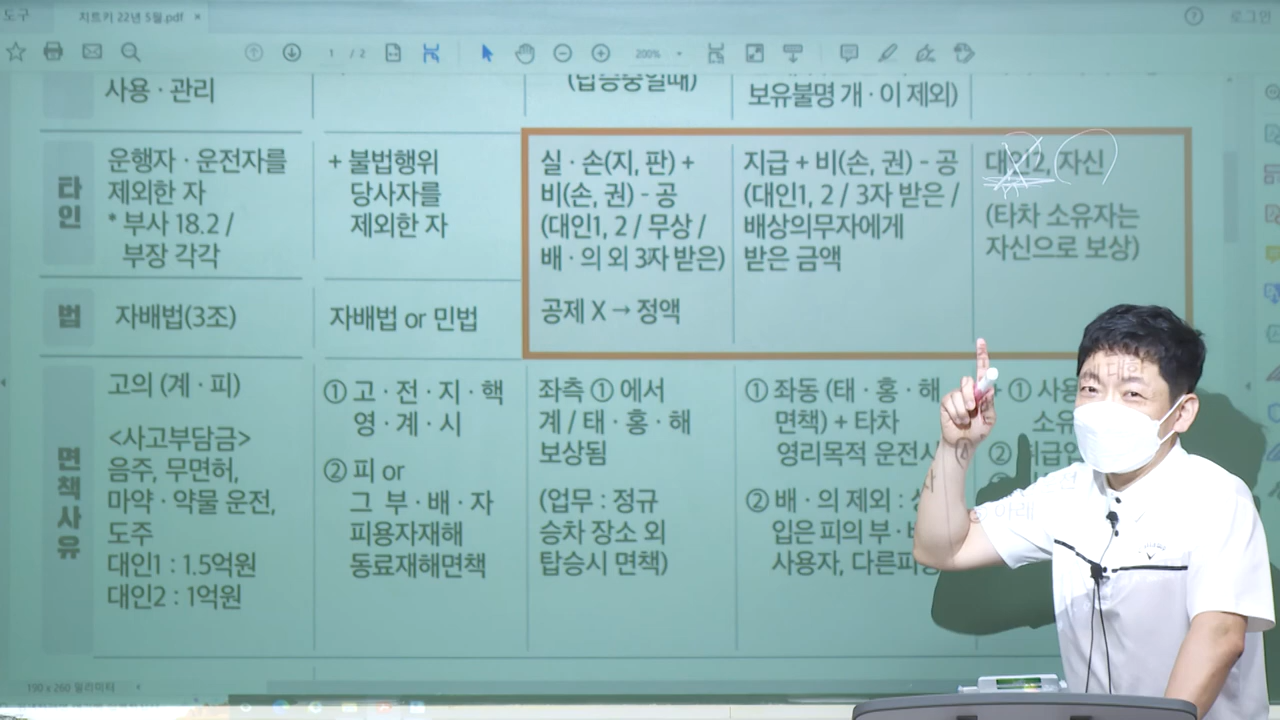 도구
치트키 22년 5월.pdf ×
로그인
1 / 2
200%
사용 · 관리
(탑승중일때)
보유불명 개 · 이 제외)
타인
운행자 · 운전자를
제외한 자
* 부사 18.2 /
부장 각각
+ 불법행위
당사자를
제외한 자
실 · 손(지, 판) +
비(손, 권) - 공
(대인1, 2 / 무상 /
배 · 의 외 3자 받은)
공제 X → 정액
지급 + 비(손, 권) - 공
(대인1, 2 / 3자 받은 /
배상의무자에게
받은 금액
대인2, 자신
(타차 소유자는
자신으로 보상)
법
자배법(3조)
자배법 or 민법
면책사유
고의 (계 · 피)
<사고부담금>
음주, 무면허,
마약 · 약물 운전,
도주
대인1 : 1.5억원
대인2 : 1억원
① 고 · 전 · 지 · 핵
영 · 계 · 시
② 피 or
그 부 · 배 · 자
피용자재해
동료재해면책
좌측 ① 에서
계 / 태 · 홍 · 해
보상됨
(업무 : 정규
승차 장소 외
탑승시 면책)
① 좌동 (태 · 홍 · 해
면책) + 타차
영리목적 운전시
② 배 · 의 제외 : 상
입은 피의 부 ·
사용자, 다른피
① 사용
소유
②
190 x 260 밀리미터